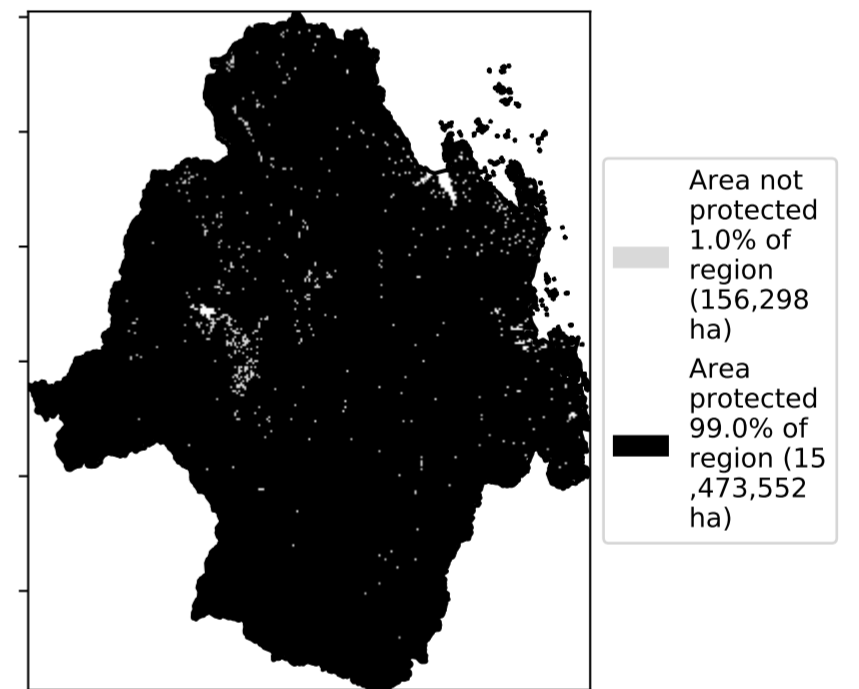 Area not
protected
1.0% of
region
(156,298
ha)
Area
protected
99.0% of
region (15
,473,552
ha)